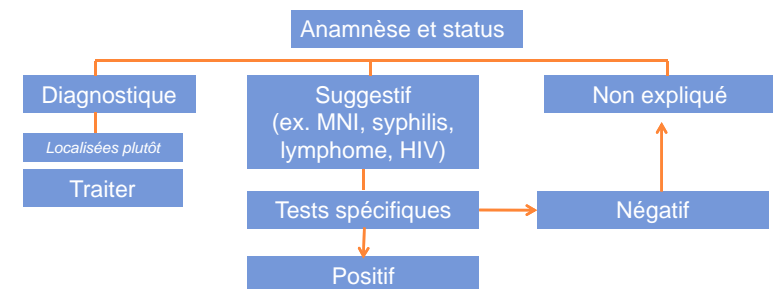 Anamnèse et status
Diagnostique
Suggestif
(ex. MNI, syphilis,
lymphome, HIV)
Non expliqué
Localisées plutôt
Traiter
Tests spécifiques
Négatif
Positif